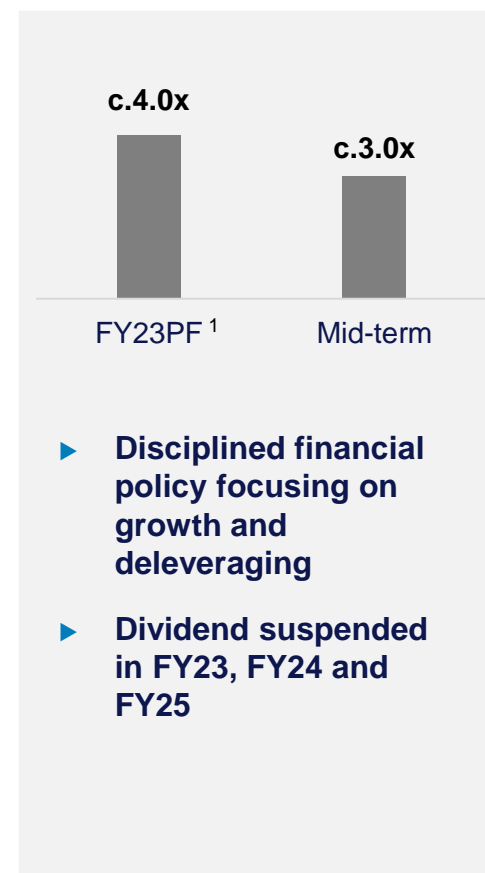 c.4.0x
c.3.0x
FY23PF 1
Mid-term
Disciplined financial
policy focusing on
growth and
deleveraging
Dividend suspended
in FY23, FY24 and
FY25